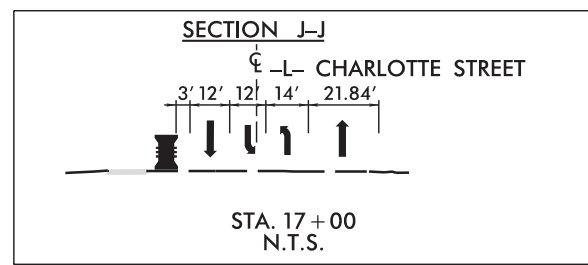 SECTION J-J
℄ -L- CHARLOTTE STREET
3' 12' 12' 14' 21.84'
STA. 17+00
N.T.S.